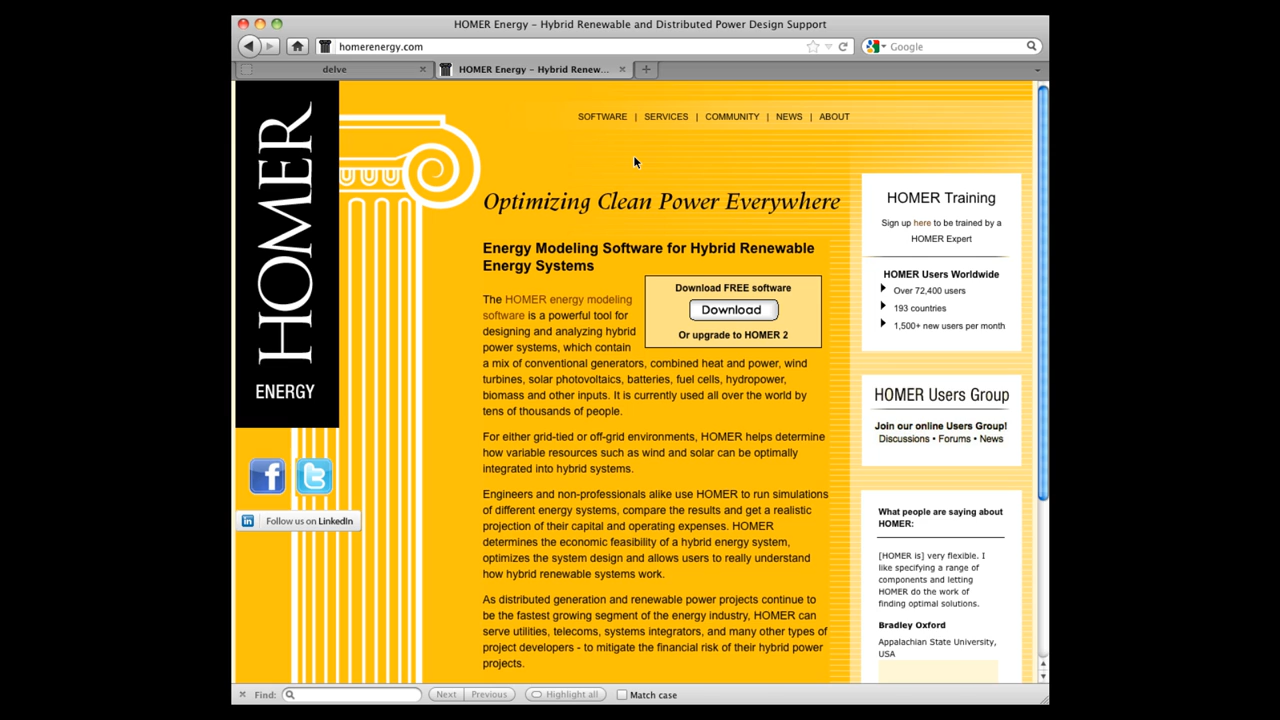 HOMER Energy – Hybrid Renewable and Distributed Power Design Support
homerenergy.com
Google
delve
HOMER Energy – Hybrid Renew...
HOMER
ENERGY
SOFTWARE | SERVICES | COMMUNITY | NEWS | ABOUT
Optimizing Clean Power Everywhere
Energy Modeling Software for Hybrid Renewable
Energy Systems
Download FREE software
Download
Or upgrade to HOMER 2
The HOMER energy modeling
software is a powerful tool for
designing and analyzing hybrid
power systems, which contain
a mix of conventional generators, combined heat and power, wind
turbines, solar photovoltaics, batteries, fuel cells, hydropower,
biomass and other inputs. It is currently used all over the world by
tens of thousands of people.
For either grid-tied or off-grid environments, HOMER helps determine
how variable resources such as wind and solar can be optimally
integrated into hybrid systems.
Engineers and non-professionals alike use HOMER to run simulations
of different energy systems, compare the results and get a realistic
projection of their capital and operating expenses. HOMER
determines the economic feasibility of a hybrid energy system,
optimizes the system design and allows users to really understand
how hybrid renewable systems work.
As distributed generation and renewable power projects continue to
be the fastest growing segment of the energy industry, HOMER can
serve utilities, telecoms, systems integrators, and many other types of
project developers - to mitigate the financial risk of their hybrid power
projects.
HOMER Training
Sign up here to be trained by a
HOMER Expert
HOMER Users Worldwide
Over 72,400 users
193 countries
1,500+ new users per month
HOMER Users Group
Join our online Users Group!
Discussions • Forums • News
What people are saying about
HOMER:
[HOMER is] very flexible. I
like specifying a range of
components and letting
HOMER do the work of
finding optimal solutions.
Bradley Oxford
Appalachian State University,
USA
f
t
in Follow us on LinkedIn
Find:
Next
Previous
Highlight all
Match case